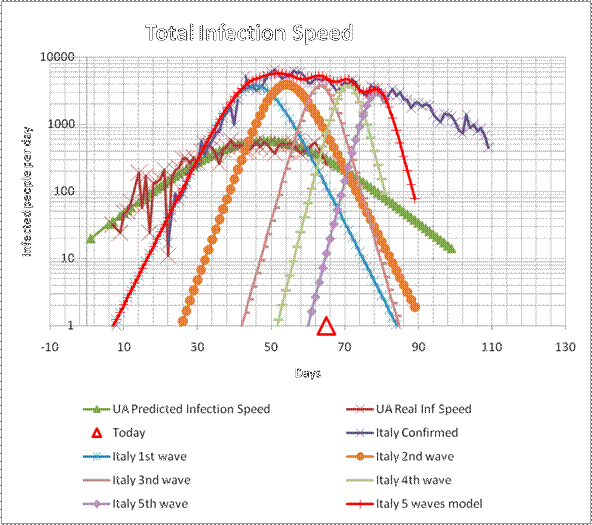 Total Infection Speed
Infected people per day
10000
1000
100
10
1
-10 10 30 50 70 90 110 130
Days
UA Predicted Infection Speed UA Real Inf Speed
Today Italy Confirmed
Italy 1st wave Italy 2nd wave
Italy 3nd wave Italy 4th wave
Italy 5th wave Italy 5 waves model